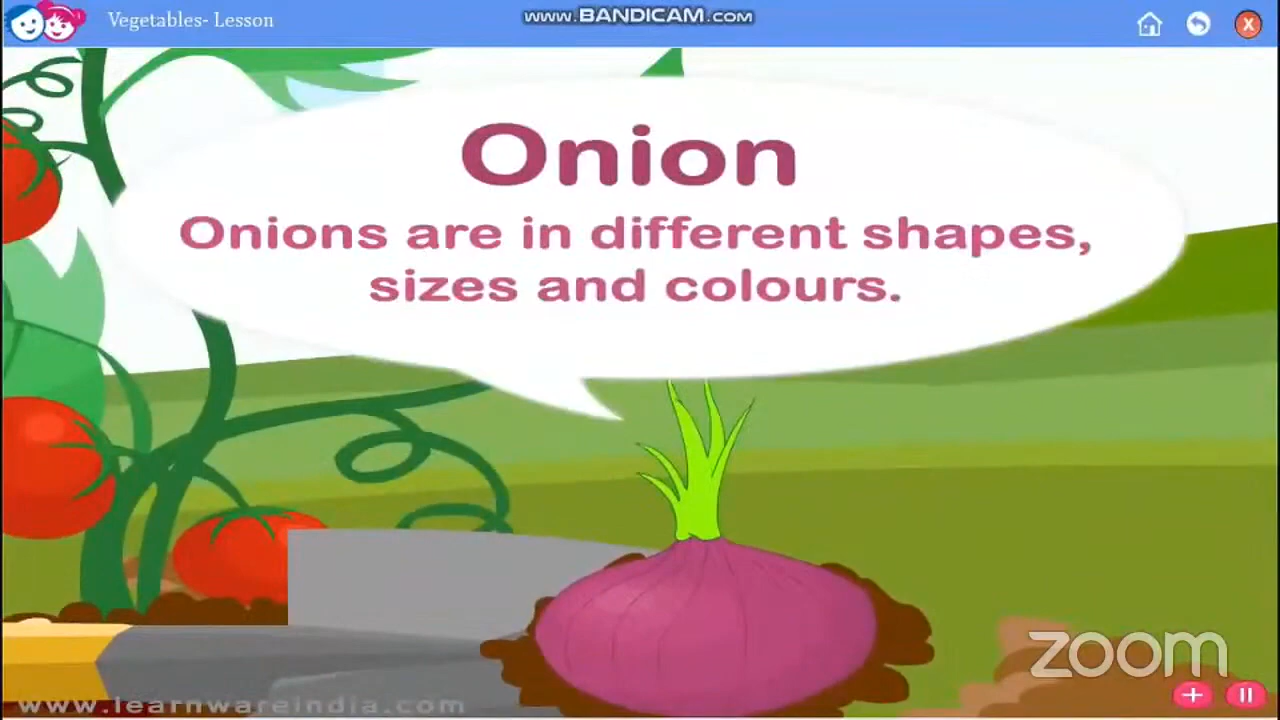 Vegetables- Lesson
www.BANDICAM.com
Onion
Onions are in different shapes,
sizes and colours.
zoom
www.learnwareindia.com